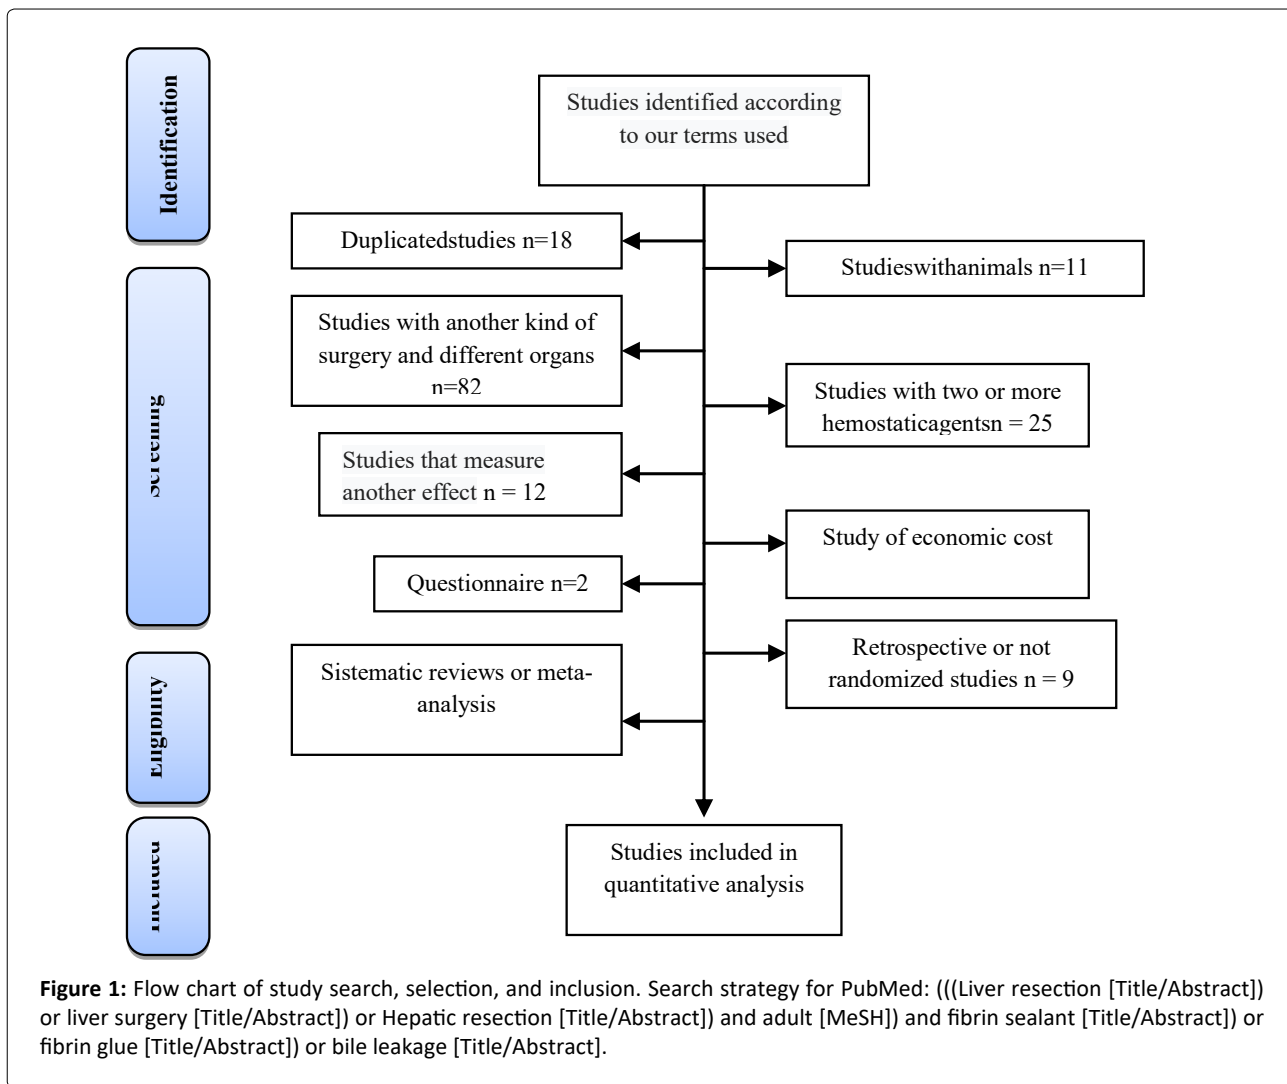 Identification
Studies identified according
to our terms used
Duplicatedstudies n=18
Studieswithanimals n=11
Screening
Studies with another kind of
surgery and different organs
n=82
Studies with two or more
hemostaticagentsn = 25
Studies that measure
another effect n = 12
Study of economic cost
Questionnaire n=2
Retrospective or not
randomized studies n = 9
Eligibility
Sistematic reviews or meta-
analysis
Included
Studies included in
quantitative analysis
Figure 1: Flow chart of study search, selection, and inclusion. Search strategy for PubMed: (((Liver resection [Title/Abstract])
or liver surgery [Title/Abstract]) or Hepatic resection [Title/Abstract]) and adult [MeSH]) and fibrin sealant [Title/Abstract]) or
fibrin glue [Title/Abstract]) or bile leakage [Title/Abstract].